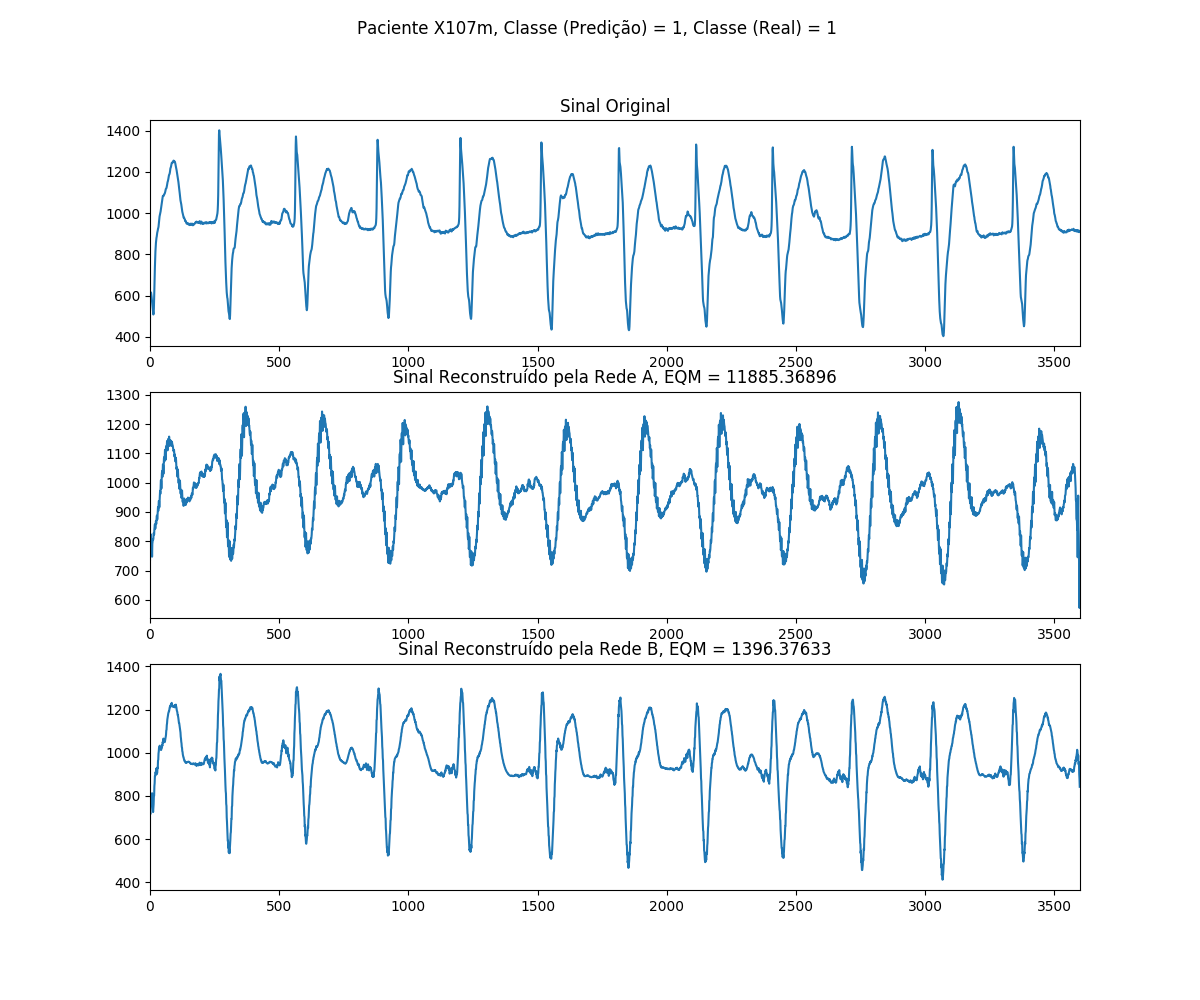 Paciente X107m, Classe (Predição) = 1, Classe (Real) = 1
Sinal Original
1400
1200
1000
800
600
400
0 500 1000 1500 2000 2500 3000 3500
Sinal Reconstruído pela Rede A, EQM = 11885.36896
1300
1200
1100
1000
900
800
700
600
0 500 1000 1500 2000 2500 3000 3500
Sinal Reconstruído pela Rede B, EQM = 1396.37633
1400
1200
1000
800
600
400
0 500 1000 1500 2000 2500 3000 3500